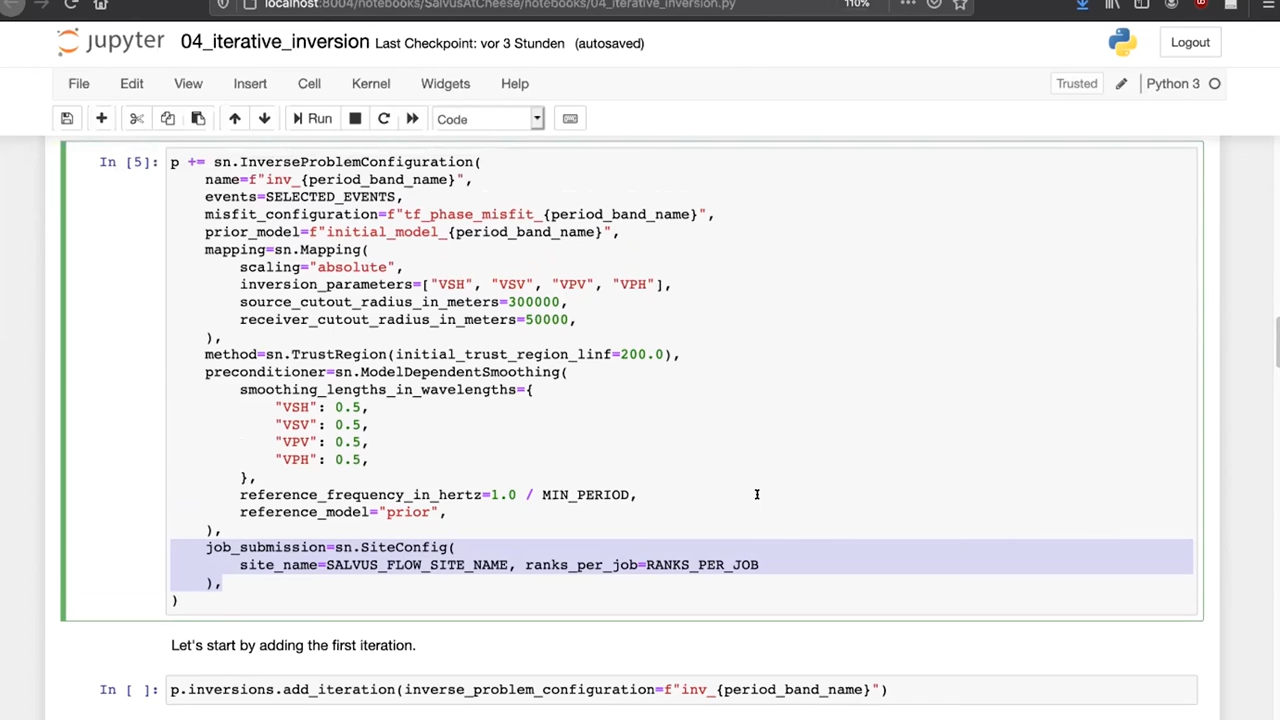 localhost:8004/notebooks/SalvusAtCheese/notebooks/04_iterative_inversion.py
110%
jupyter 04_iterative_inversion Last Checkpoint: vor 3 Stunden (autosaved)
Logout
File Edit View Insert Cell Kernel Widgets Help
Trusted Python 3
Run Code
In [5]: p += sn.InverseProblemConfiguration(
name=f"inv_{period_band_name}",
events=SELECTED_EVENTS,
misfit_configuration=f"tf_phase_misfit_{period_band_name}",
prior_model=f"initial_model_{period_band_name}",
mapping=sn.Mapping(
scaling="absolute",
inversion_parameters=["VSH", "VSV", "VPV", "VPH"],
source_cutout_radius_in_meters=300000,
receiver_cutout_radius_in_meters=50000,
),
method=sn.TrustRegion(initial_trust_region_linf=200.0),
preconditioner=sn.ModelDependentSmoothing(
smoothing_lengths_in_wavelengths={
"VSH": 0.5,
"VSV": 0.5,
"VPV": 0.5,
"VPH": 0.5,
},
reference_frequency_in_hertz=1.0 / MIN_PERIOD,
reference_model="prior",
),
job_submission=sn.SiteConfig(
site_name=SALVUS_FLOW_SITE_NAME, ranks_per_job=RANKS_PER_JOB
),
)
Let's start by adding the first iteration.
In [ ]: p.inversions.add_iteration(inverse_problem_configuration=f"inv_{period_band_name}")